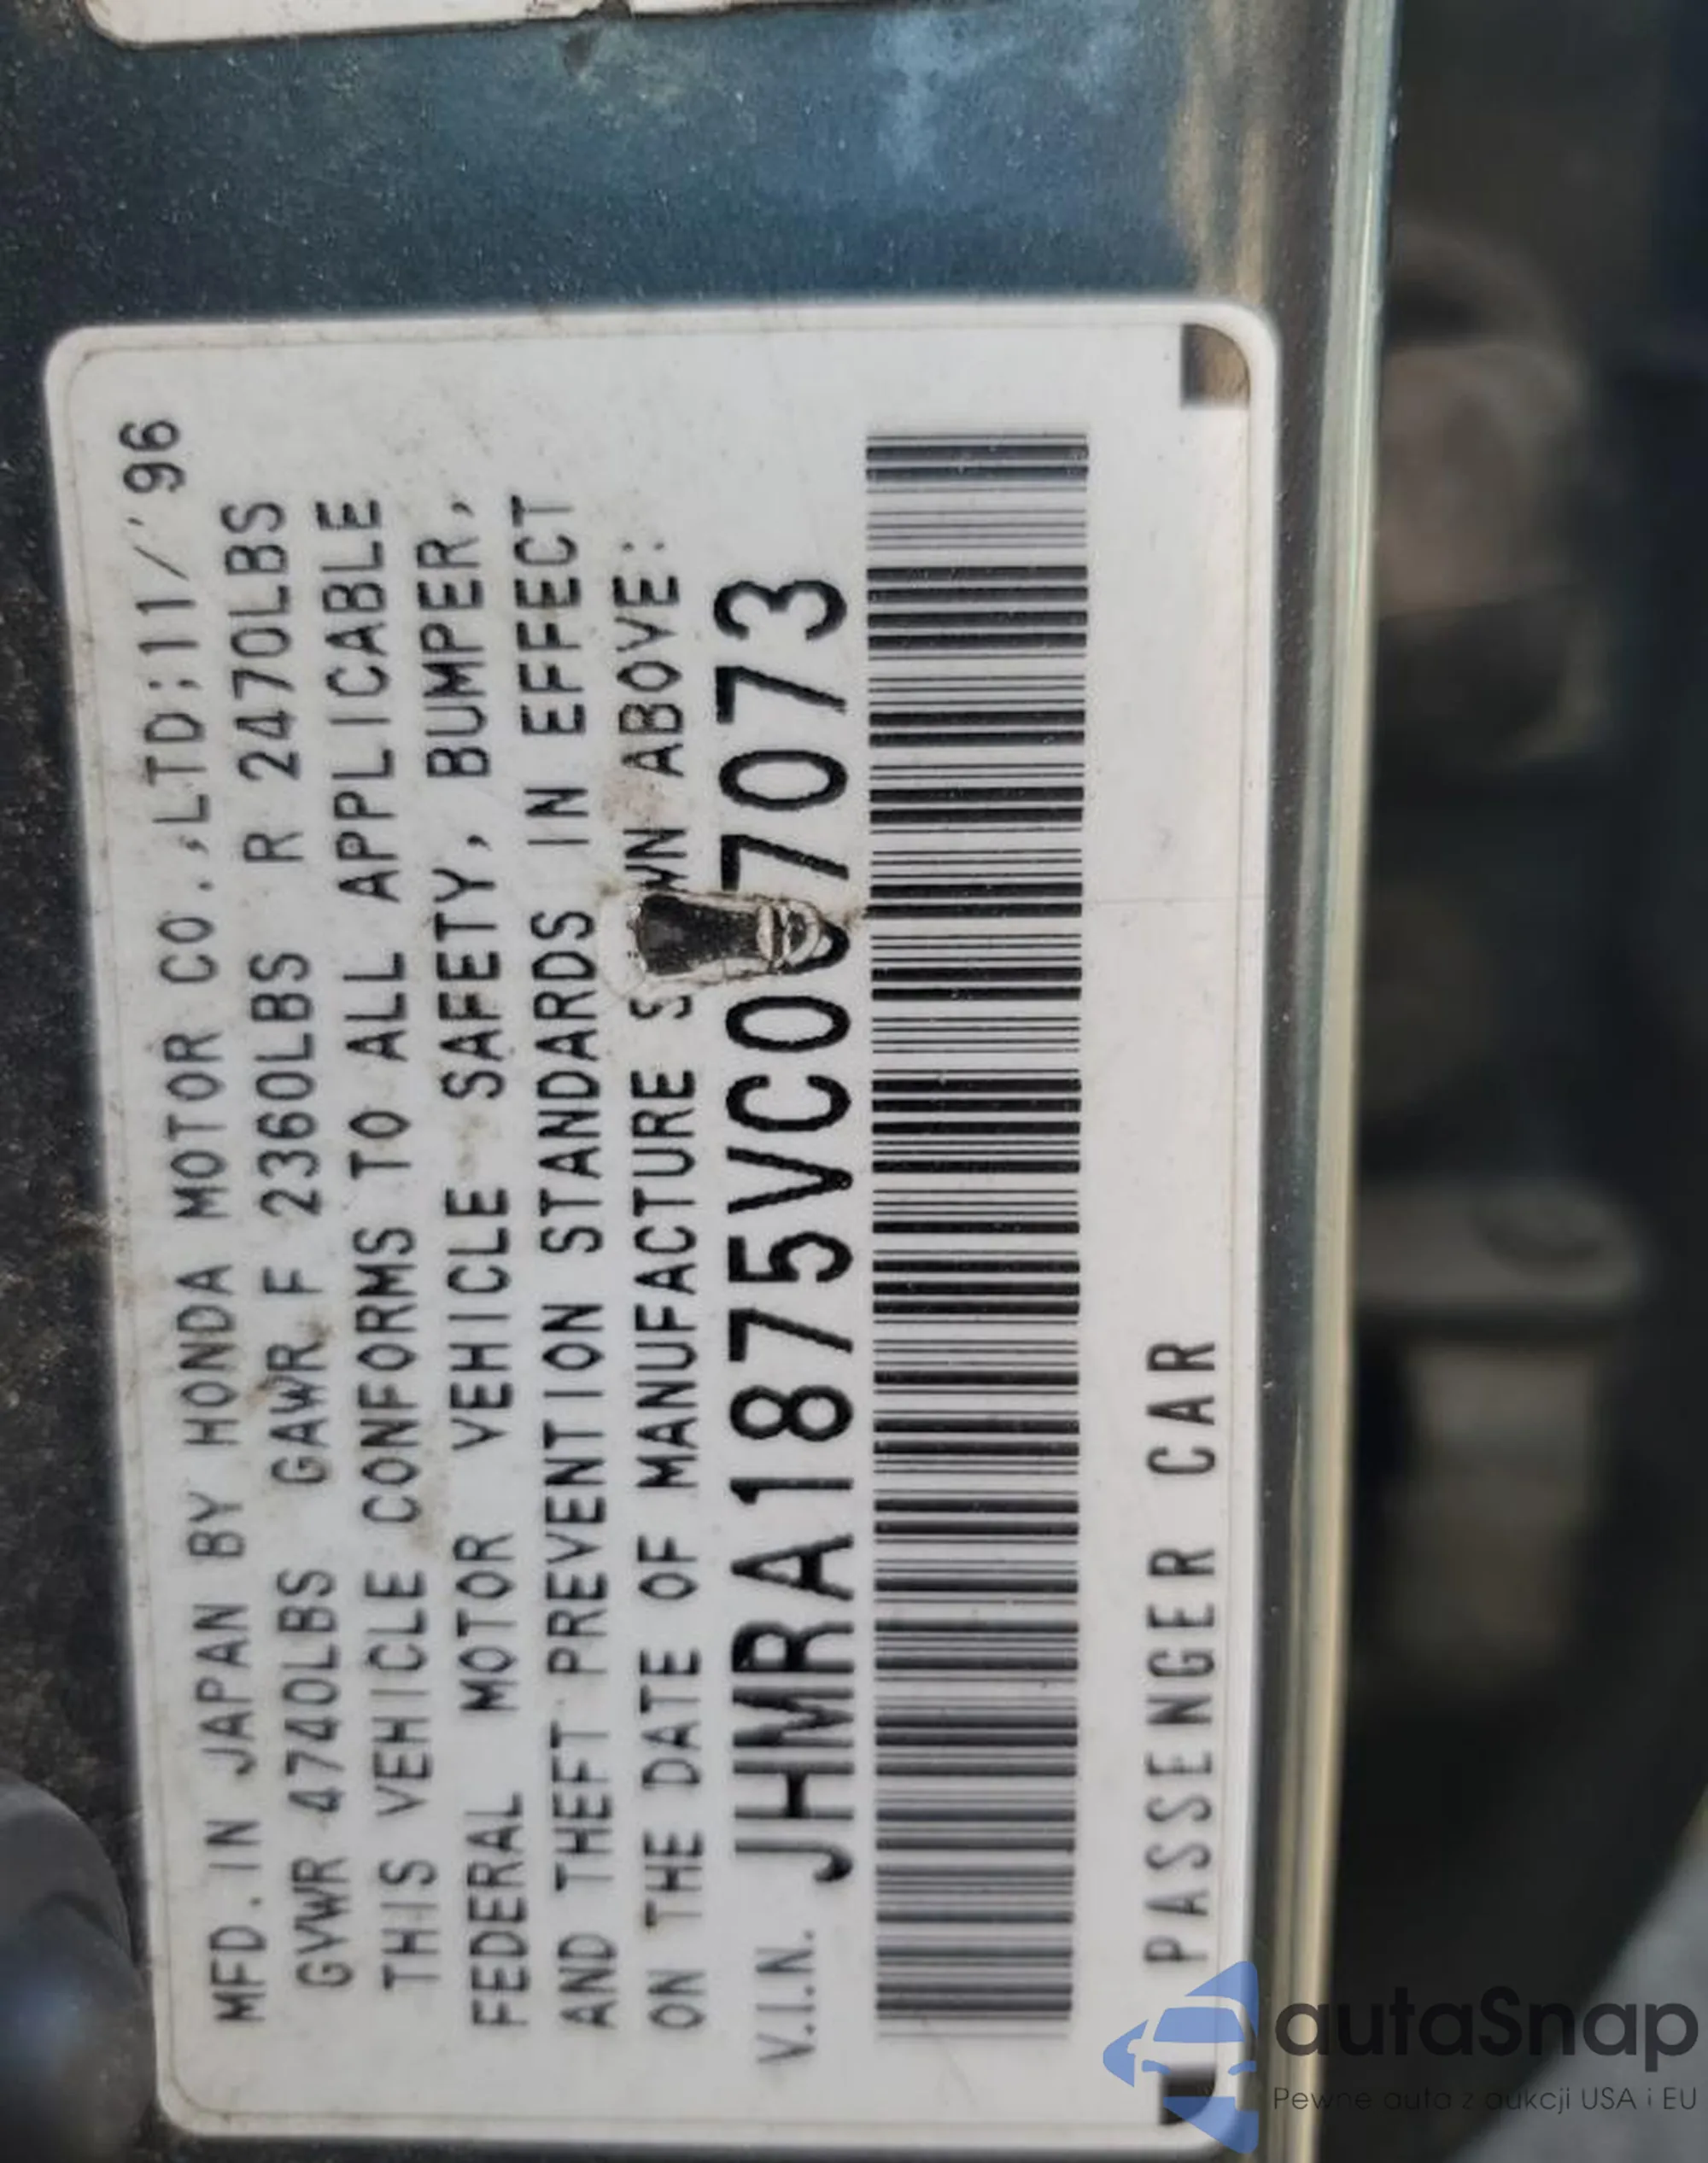 MFD. IN JAPAN BY HONDA MOTOR CO.,LTD;11/'96
GVWR 4740LBS GAWR F 2360LBS R 2470LBS
THIS VEHICLE CONFORMS TO ALL APPLICABLE
FEDERAL MOTOR VEHICLE SAFETY, BUMPER,
AND THEFT PREVENTION STANDARDS IN EFFECT
ON THE DATE OF MANUFACTURE ABOVE:
V.I.N. JHMRA1875VC007073
PASSENGER CAR
autaSnap
Pewne auta z aukcji USA i EU